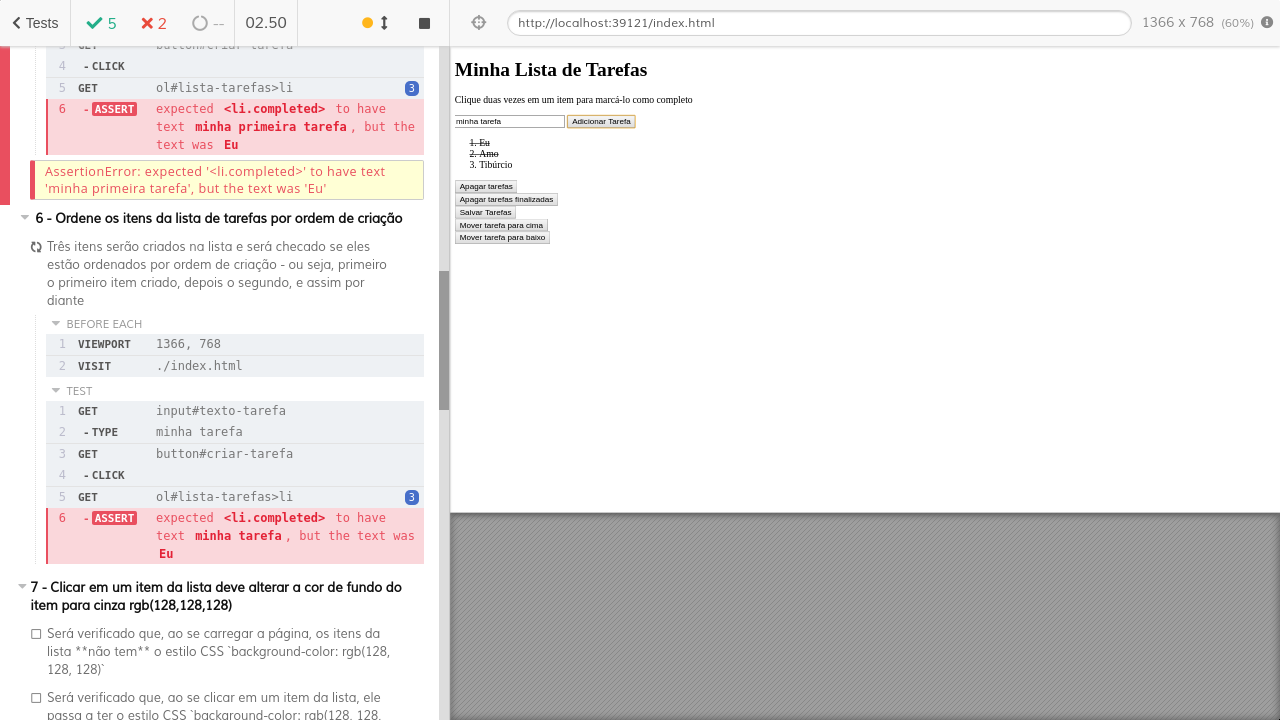 Tests
5
2
--
02.50
http://localhost:39121/index.html
1366 x 768 (60%)
3 GET button#criar-tarefa
4 -CLICK
5 GET ol#lista-tarefas>li 3
6 -ASSERT expected <li.completed> to have
text minha primeira tarefa, but the
text was Eu
AssertionError: expected '<li.completed>' to have text
'minha primeira tarefa', but the text was 'Eu'
6 - Ordene os itens da lista de tarefas por ordem de criação
Três itens serão criados na lista e será checado se eles
estão ordenados por ordem de criação - ou seja, primeiro
o primeiro item criado, depois o segundo, e assim por
diante
BEFORE EACH
1 VIEWPORT 1366, 768
2 VISIT ./index.html
TEST
1 GET input#texto-tarefa
2 -TYPE minha tarefa
3 GET button#criar-tarefa
4 -CLICK
5 GET ol#lista-tarefas>li 3
6 -ASSERT expected <li.completed> to have
text minha tarefa, but the text was
Eu
7 - Clicar em um item da lista deve alterar a cor de fundo do
item para cinza rgb(128,128,128)
Será verificado que, ao se carregar a página, os itens da
lista **não tem** o estilo CSS `background-color: rgb(128,
128, 128)`
Será verificado que, ao se clicar em um item da lista, ele
passa a ter o estilo CSS `background-color: rgb(128, 128,
Minha Lista de Tarefas
Clique duas vezes em um item para marcá-lo como completo
minha tarefa Adicionar Tarefa
1. Eu
2. Amo
3. Tibúrcio
Apagar tarefas
Apagar tarefas finalizadas
Salvar Tarefas
Mover tarefa para cima
Mover tarefa para baixo